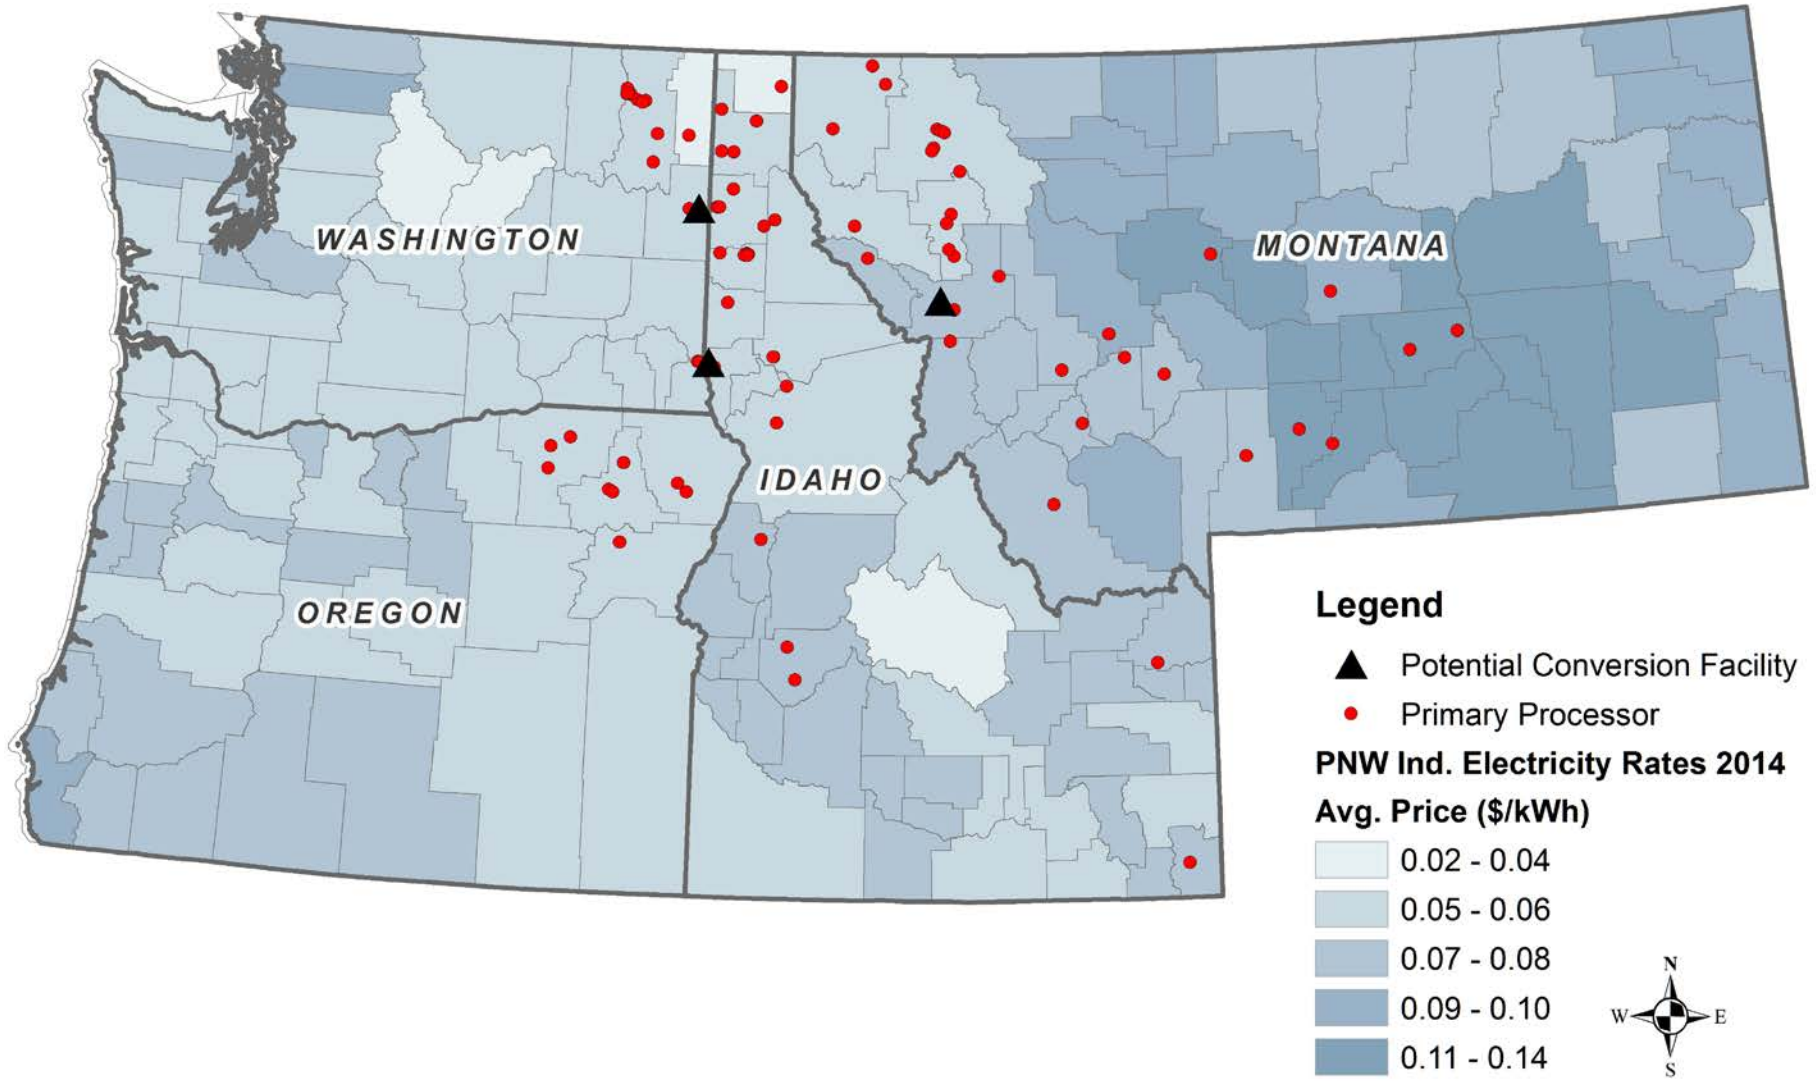 WASHINGTON
MONTANA
IDAHO
OREGON
Legend
Potential Conversion Facility
Primary Processor
PNW Ind. Electricity Rates 2014
Avg. Price ($/kWh)
0.02 - 0.04
0.05 - 0.06
0.07 - 0.08
0.09 - 0.10
0.11 - 0.14
N
W E
S